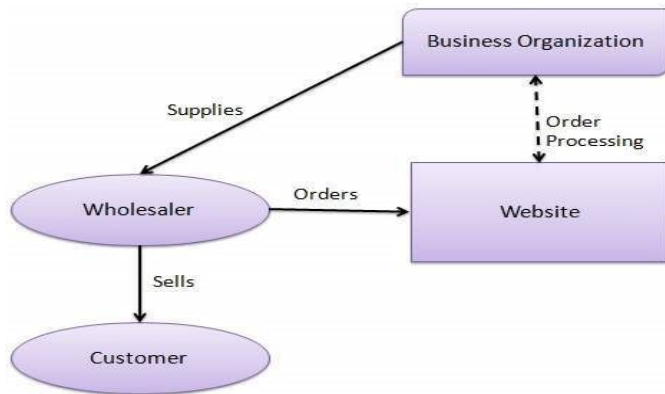 Business Organization
Supplies
Order
Processing
Wholesaler
Orders
Website
Sells
Customer